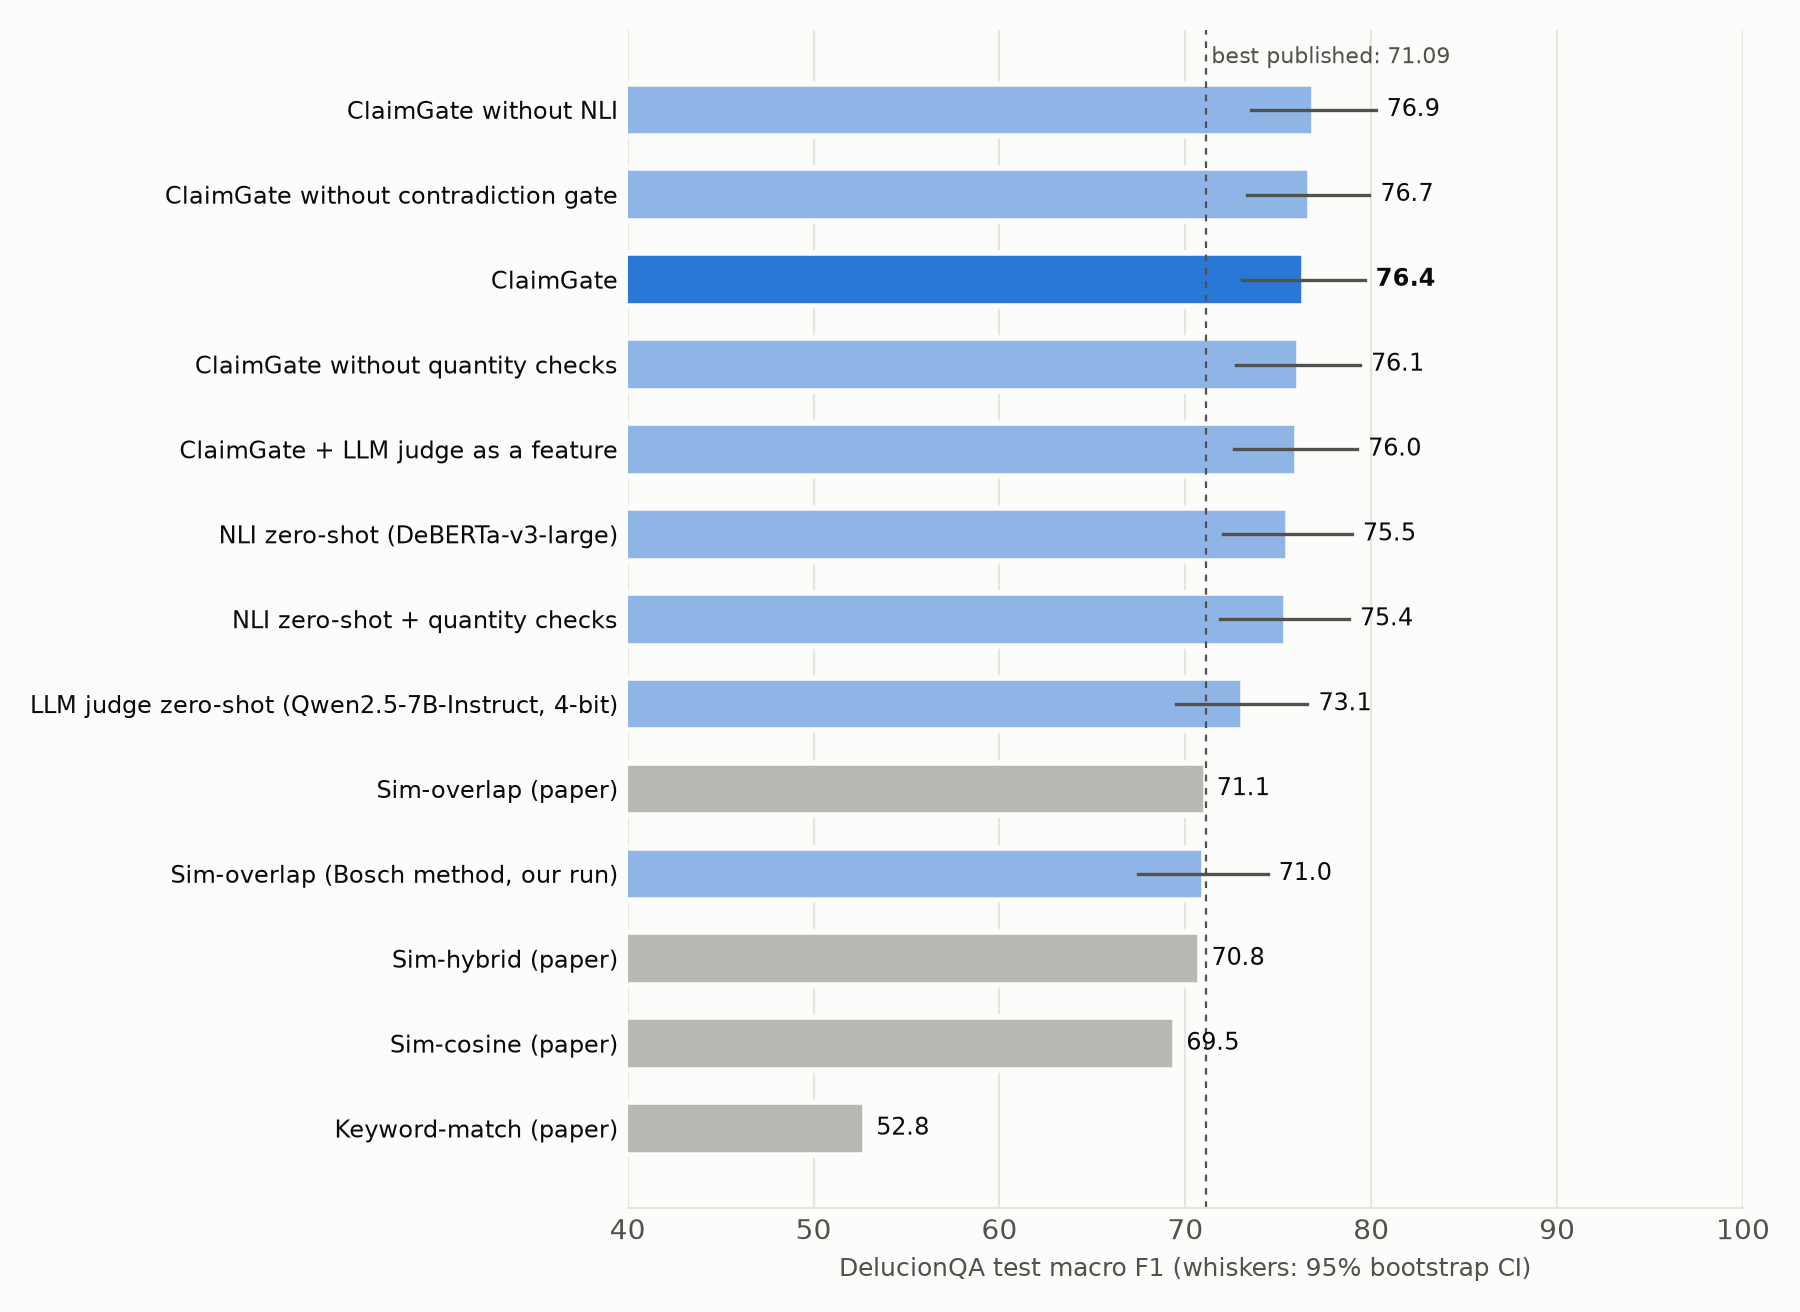 best published: 71.09
ClaimGate without NLI 76.9
ClaimGate without contradiction gate 76.7
ClaimGate 76.4
ClaimGate without quantity checks 76.1
ClaimGate + LLM judge as a feature 76.0
NLI zero-shot (DeBERTa-v3-large) 75.5
NLI zero-shot + quantity checks 75.4
LLM judge zero-shot (Qwen2.5-7B-Instruct, 4-bit) 73.1
Sim-overlap (paper) 71.1
Sim-overlap (Bosch method, our run) 71.0
Sim-hybrid (paper) 70.8
Sim-cosine (paper) 69.5
Keyword-match (paper) 52.8
40 50 60 70 80 90 100
DelucionQA test macro F1 (whiskers: 95% bootstrap CI)